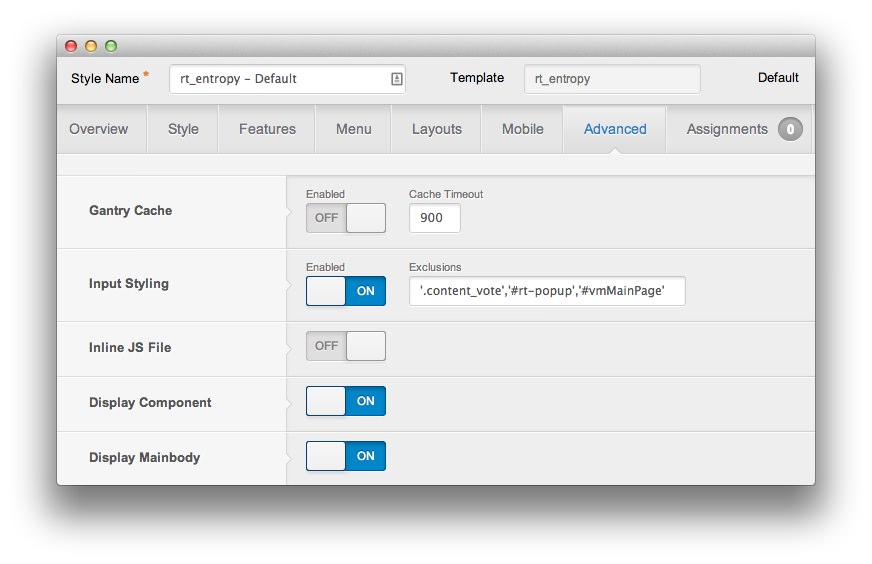 Style Name * rt_entropy - Default Template rt_entropy Default
Overview Style Features Menu Layouts Mobile Advanced Assignments 0
Enabled Cache Timeout
Gantry Cache OFF 900
Enabled Exclusions
Input Styling ON '.content_vote','#rt-popup','#vmMainPage'
Inline JS File OFF
Display Component ON
Display Mainbody ON